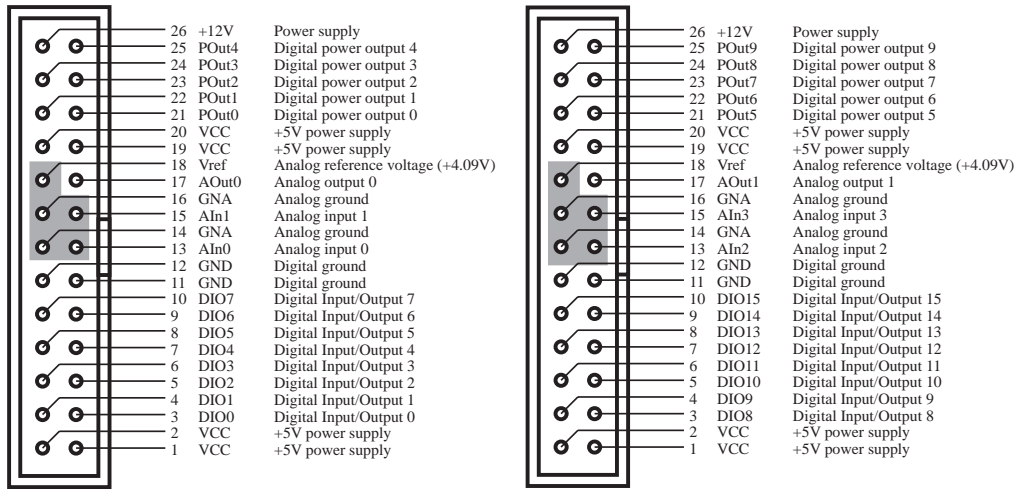 26 +12V Power supply
25 POut4 Digital power output 4
24 POut3 Digital power output 3
23 POut2 Digital power output 2
22 POut1 Digital power output 1
21 POut0 Digital power output 0
20 VCC +5V power supply
19 VCC +5V power supply
18 Vref Analog reference voltage (+4.09V)
17 AOut0 Analog output 0
16 GNA Analog ground
15 AIn1 Analog input 1
14 GNA Analog ground
13 AIn0 Analog input 0
12 GND Digital ground
11 GND Digital ground
10 DIO7 Digital Input/Output 7
9 DIO6 Digital Input/Output 6
8 DIO5 Digital Input/Output 5
7 DIO4 Digital Input/Output 4
6 DIO3 Digital Input/Output 3
5 DIO2 Digital Input/Output 2
4 DIO1 Digital Input/Output 1
3 DIO0 Digital Input/Output 0
2 VCC +5V power supply
1 VCC +5V power supply
26 +12V Power supply
25 POut9 Digital power output 9
24 POut8 Digital power output 8
23 POut7 Digital power output 7
22 POut6 Digital power output 6
21 POut5 Digital power output 5
20 VCC +5V power supply
19 VCC +5V power supply
18 Vref Analog reference voltage (+4.09V)
17 AOut1 Analog output 1
16 GNA Analog ground
15 AIn3 Analog input 3
14 GNA Analog ground
13 AIn2 Analog input 2
12 GND Digital ground
11 GND Digital ground
10 DIO15 Digital Input/Output 15
9 DIO14 Digital Input/Output 14
8 DIO13 Digital Input/Output 13
7 DIO12 Digital Input/Output 12
6 DIO11 Digital Input/Output 11
5 DIO10 Digital Input/Output 10
4 DIO9 Digital Input/Output 9
3 DIO8 Digital Input/Output 8
2 VCC +5V power supply
1 VCC +5V power supply